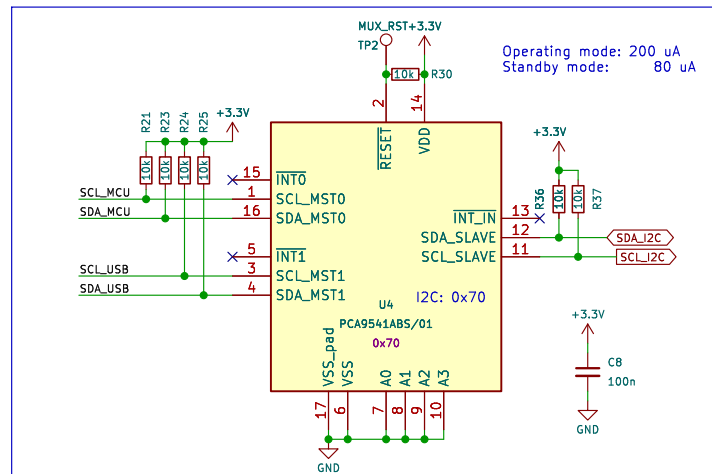 MUX_RST
+3.3V
TP2
Operating mode: 200 uA
Standby mode: 80 uA
10k
R30
2
14
R21
R23
R24
R25
+3.3V
RESET
VDD
+3.3V
10k
10k
10k
10k
15
INT0
SCL_MCU
1
SCL_MST0
SDA_MCU
16
SDA_MST0
R36
10k
10k
R37
INT_IN
13
SDA_SLAVE
12
SDA_I2C
SCL_SLAVE
11
SCL_I2C
5
INT1
SCL_USB
3
SCL_MST1
SDA_USB
4
SDA_MST1
I2C: 0x70
U4
PCA9541ABS/01
0x70
+3.3V
C8
100n
GND
VSS_pad
VSS
A0
A1
A2
A3
17
6
7
8
9
10
GND